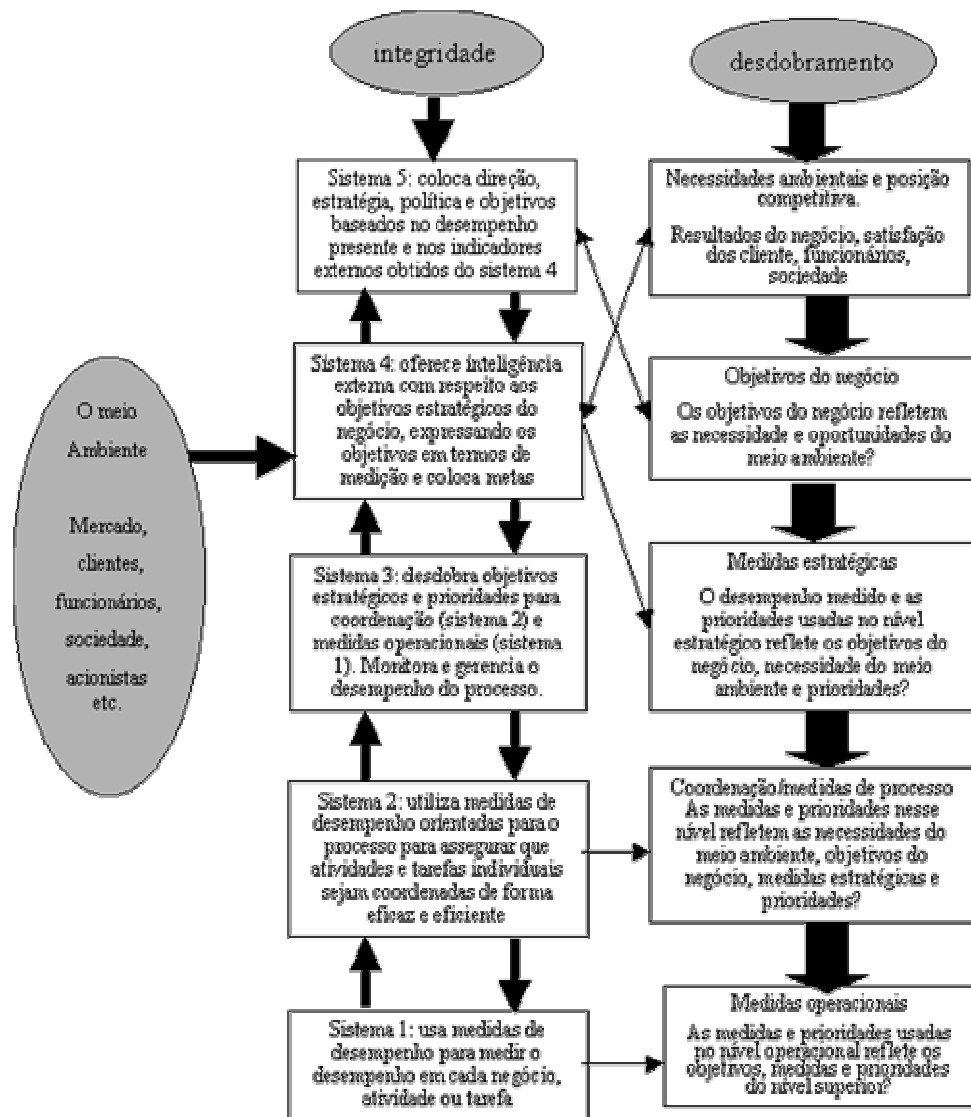 integridade
desdobramento
Sistema 5: coloca direção,
estratégia, política e objetivos
baseados no desempenho
presente e nos indicadores
externos obtidos do sistema 4
Necessidades ambientais e posição
competitiva.
Resultados do negócio, satisfação
dos cliente, funcionários,
sociedade
O meio
Ambiente
Mercado,
clientes,
funcionários,
sociedade,
acionistas
etc.
Sistema 4: oferece inteligência
externa com respeito aos
objetivos estratégicos do
negócio, expressando os
objetivos em termos de
medição e coloca metas
Objetivos do negócio
Os objetivos do negócio refletem
as necessidade e oportunidades do
meio ambiente?
Sistema 3: desdobra objetivos
estratégicos e prioridades para
coordenação (sistema 2) e
medidas operacionais (sistema
1). Monitora e gerencia o
desempenho do processo.
Medidas estratégicas
O desempenho medido e as
prioridades usadas no nível
estratégico reflete os objetivos do
negócio, necessidade do meio
ambiente e prioridades?
Sistema 2: utiliza medidas de
desempenho orientadas para o
processo para assegurar que
atividades e tarefas individuais
sejam coordenadas de forma
eficaz e eficiente
Coordenação/medidas de processo
As medidas e prioridades nesse
nível refletem as necessidades do
meio ambiente, objetivos do
negócio, medidas estratégicas e
prioridades?
Sistema 1: usa medidas de
desempenho para medir o
desempenho em cada negócio,
atividade ou tarefa
Medidas operacionais
As medidas e prioridades usadas
no nível operacional reflete os
objetivos, medidas e prioridades
do nível superior?